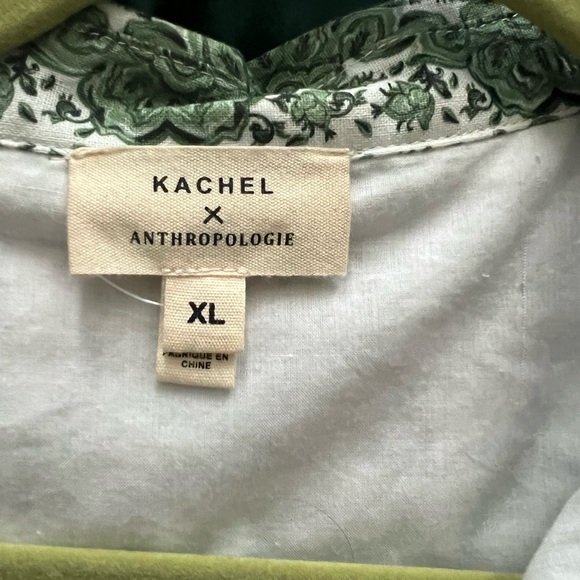 KACHEL
X
ANTHROPOLOGIE
XL
FABRIQUE EN
CHINE